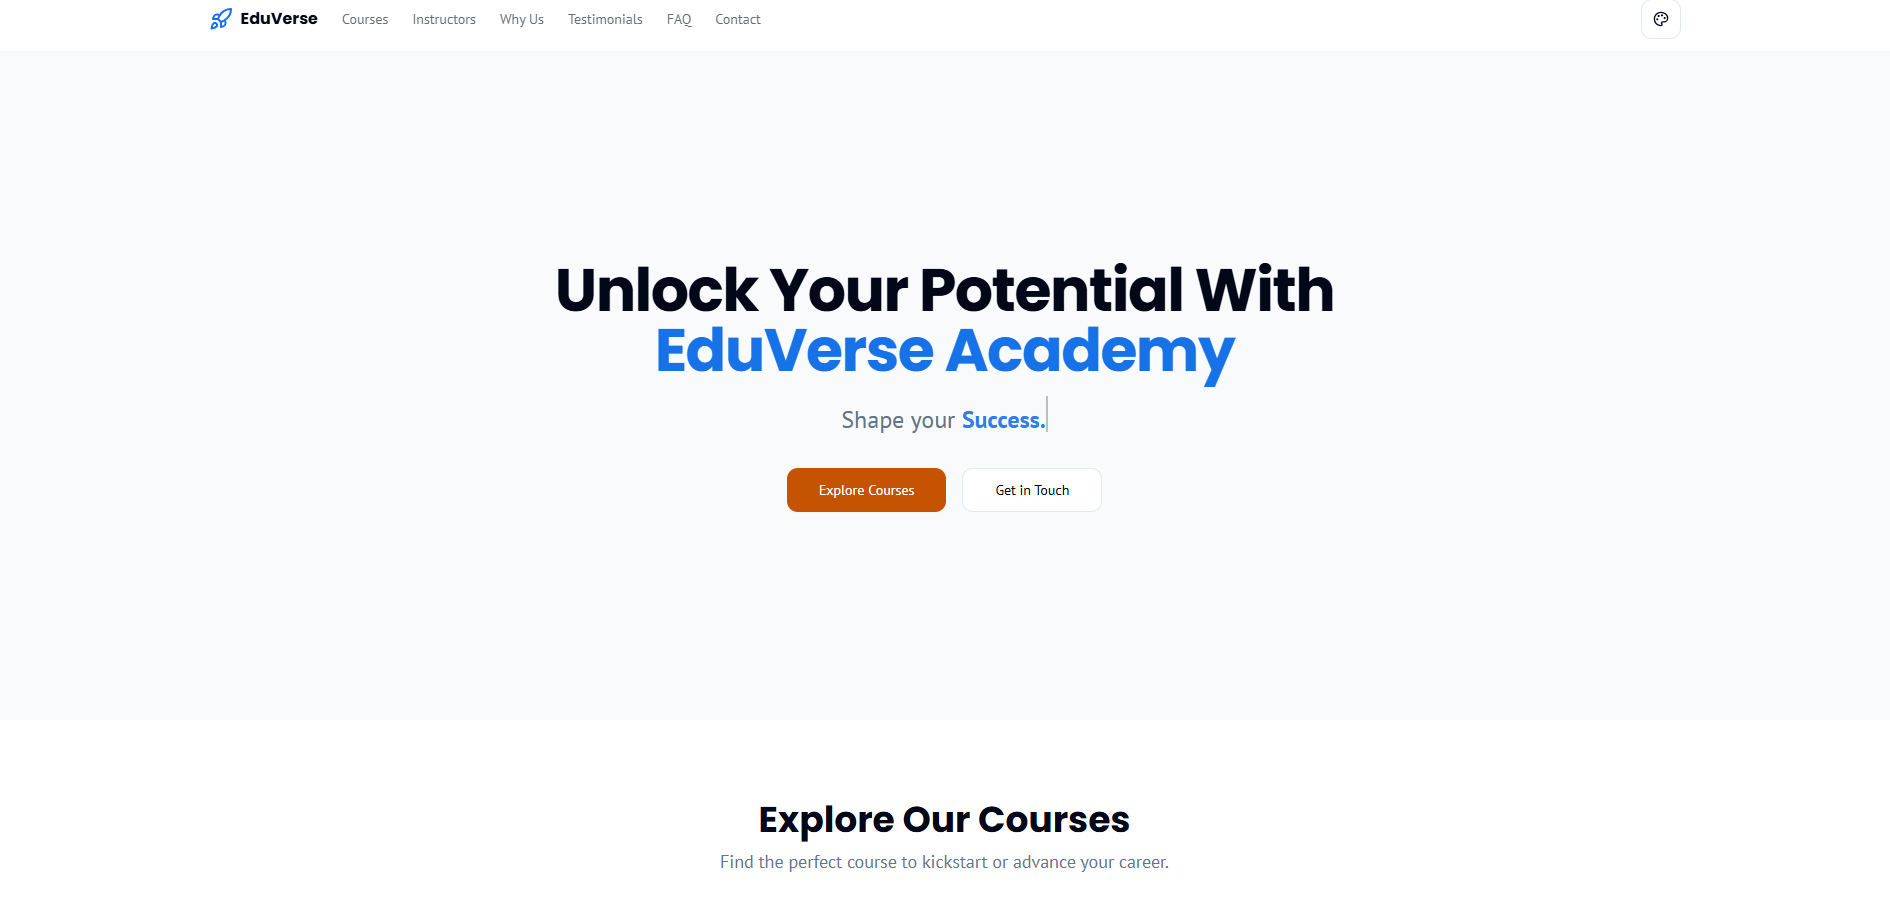 EduVerse Courses Instructors Why Us Testimonials FAQ Contact
Unlock Your Potential With
EduVerse Academy
Shape your Success.
Explore Courses Get in Touch
Explore Our Courses
Find the perfect course to kickstart or advance your career.